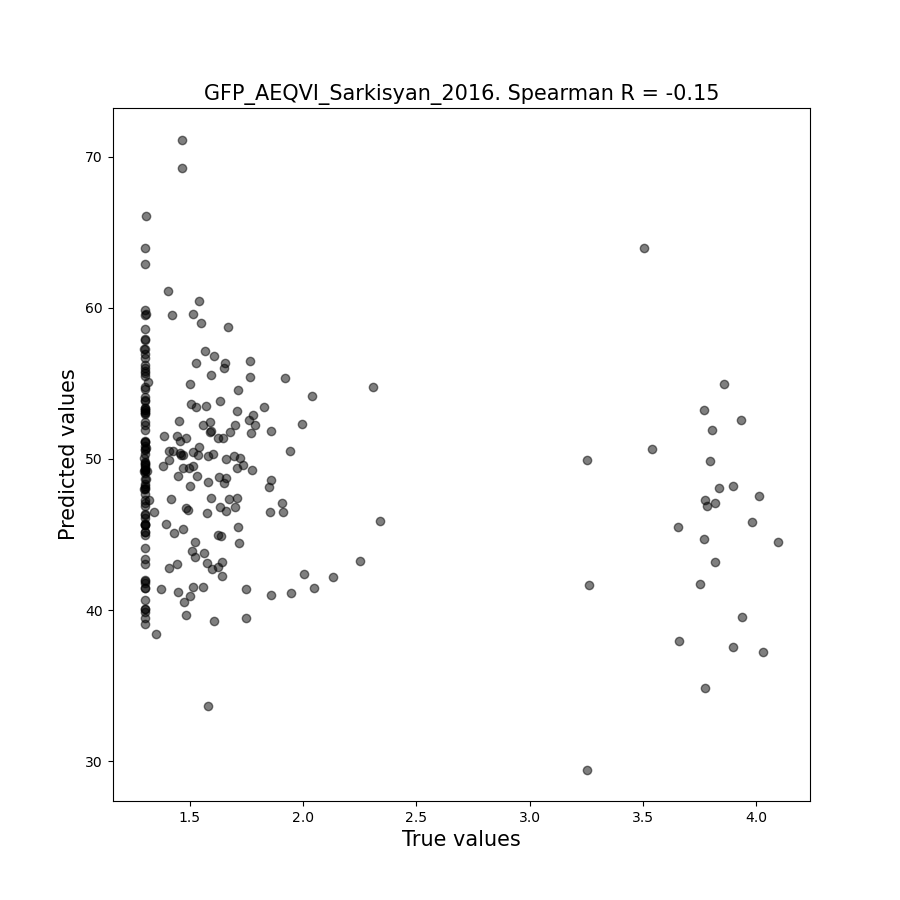 GFP_AEQVI_Sarkisyan_2016. Spearman R = -0.15
Predicted values
70
60
50
40
30
1.5 2.0 2.5 3.0 3.5 4.0
True values